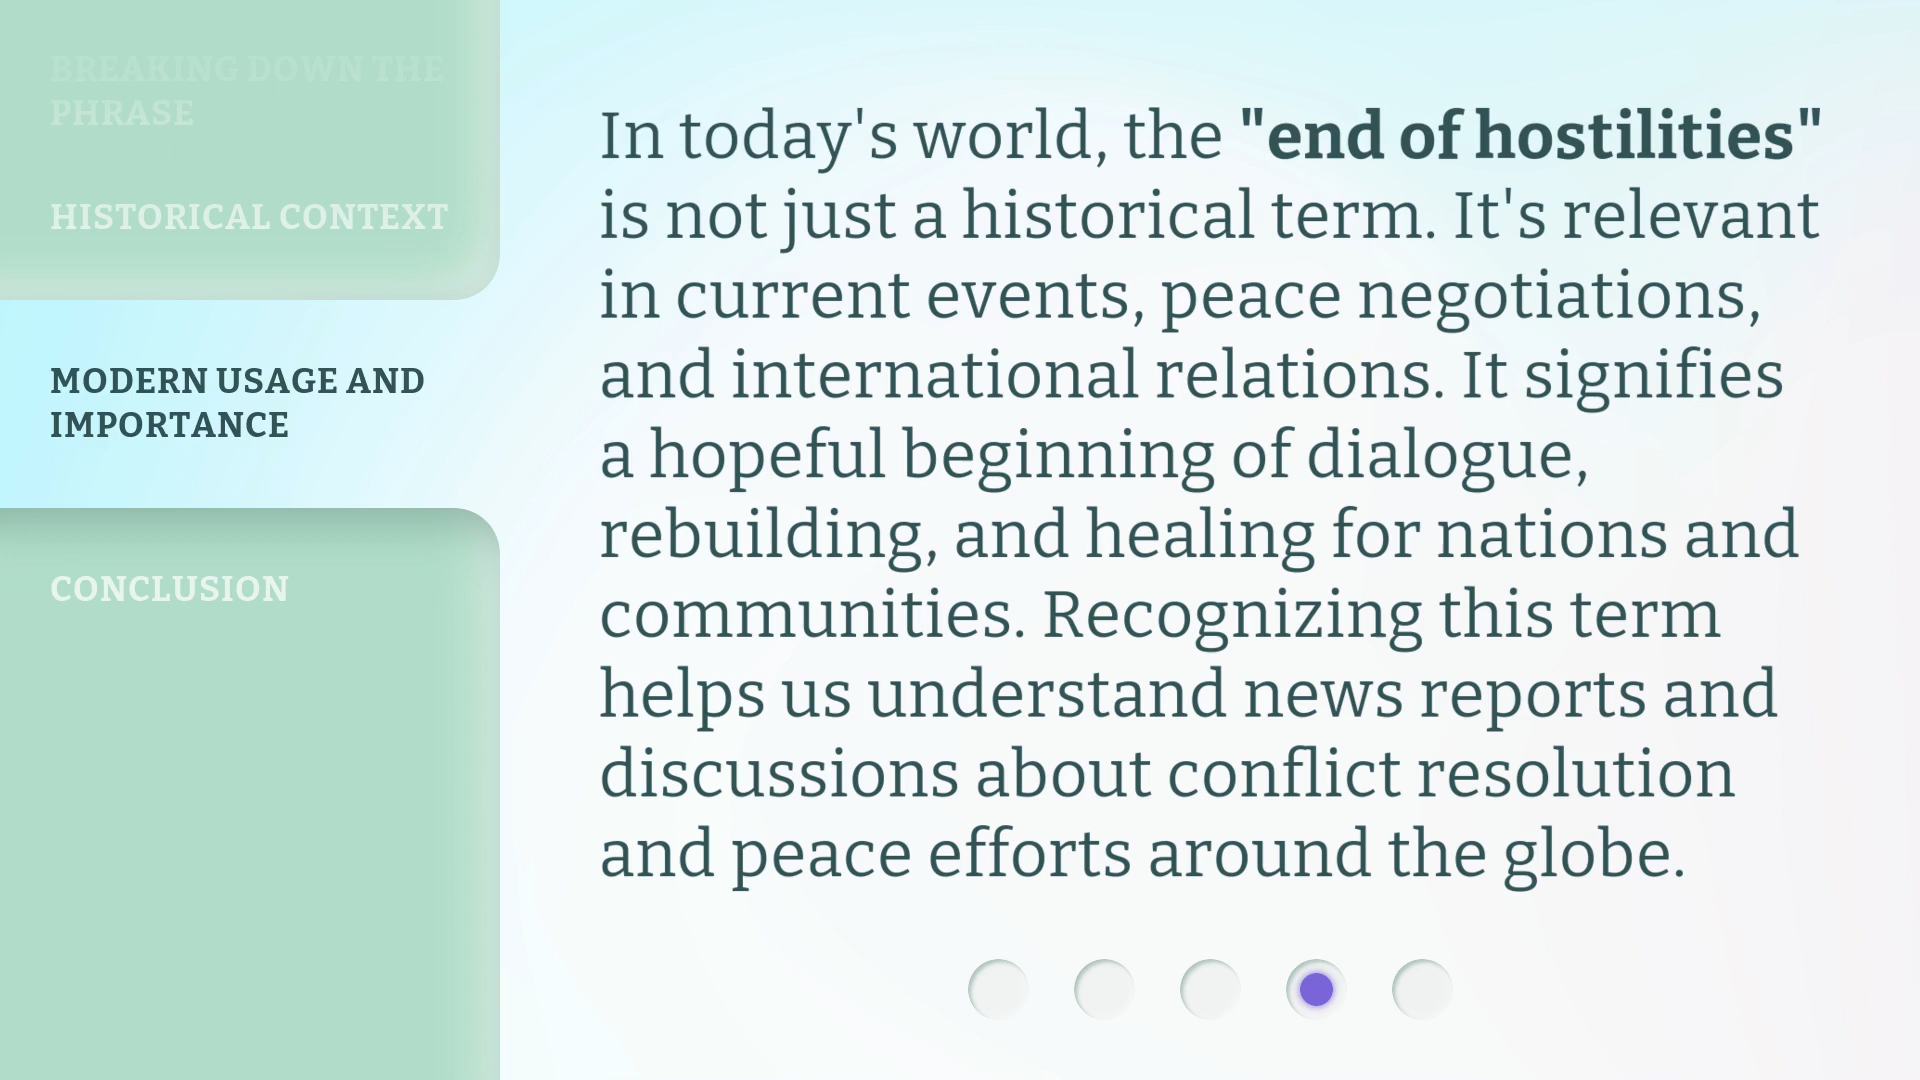 BREAKING DOWN THE
PHRASE
HISTORICAL CONTEXT
MODERN USAGE AND
IMPORTANCE
CONCLUSION
In today's world, the "end of hostilities"
is not just a historical term. It's relevant
in current events, peace negotiations,
and international relations. It signifies
a hopeful beginning of dialogue,
rebuilding, and healing for nations and
communities. Recognizing this term
helps us understand news reports and
discussions about conflict resolution
and peace efforts around the globe.